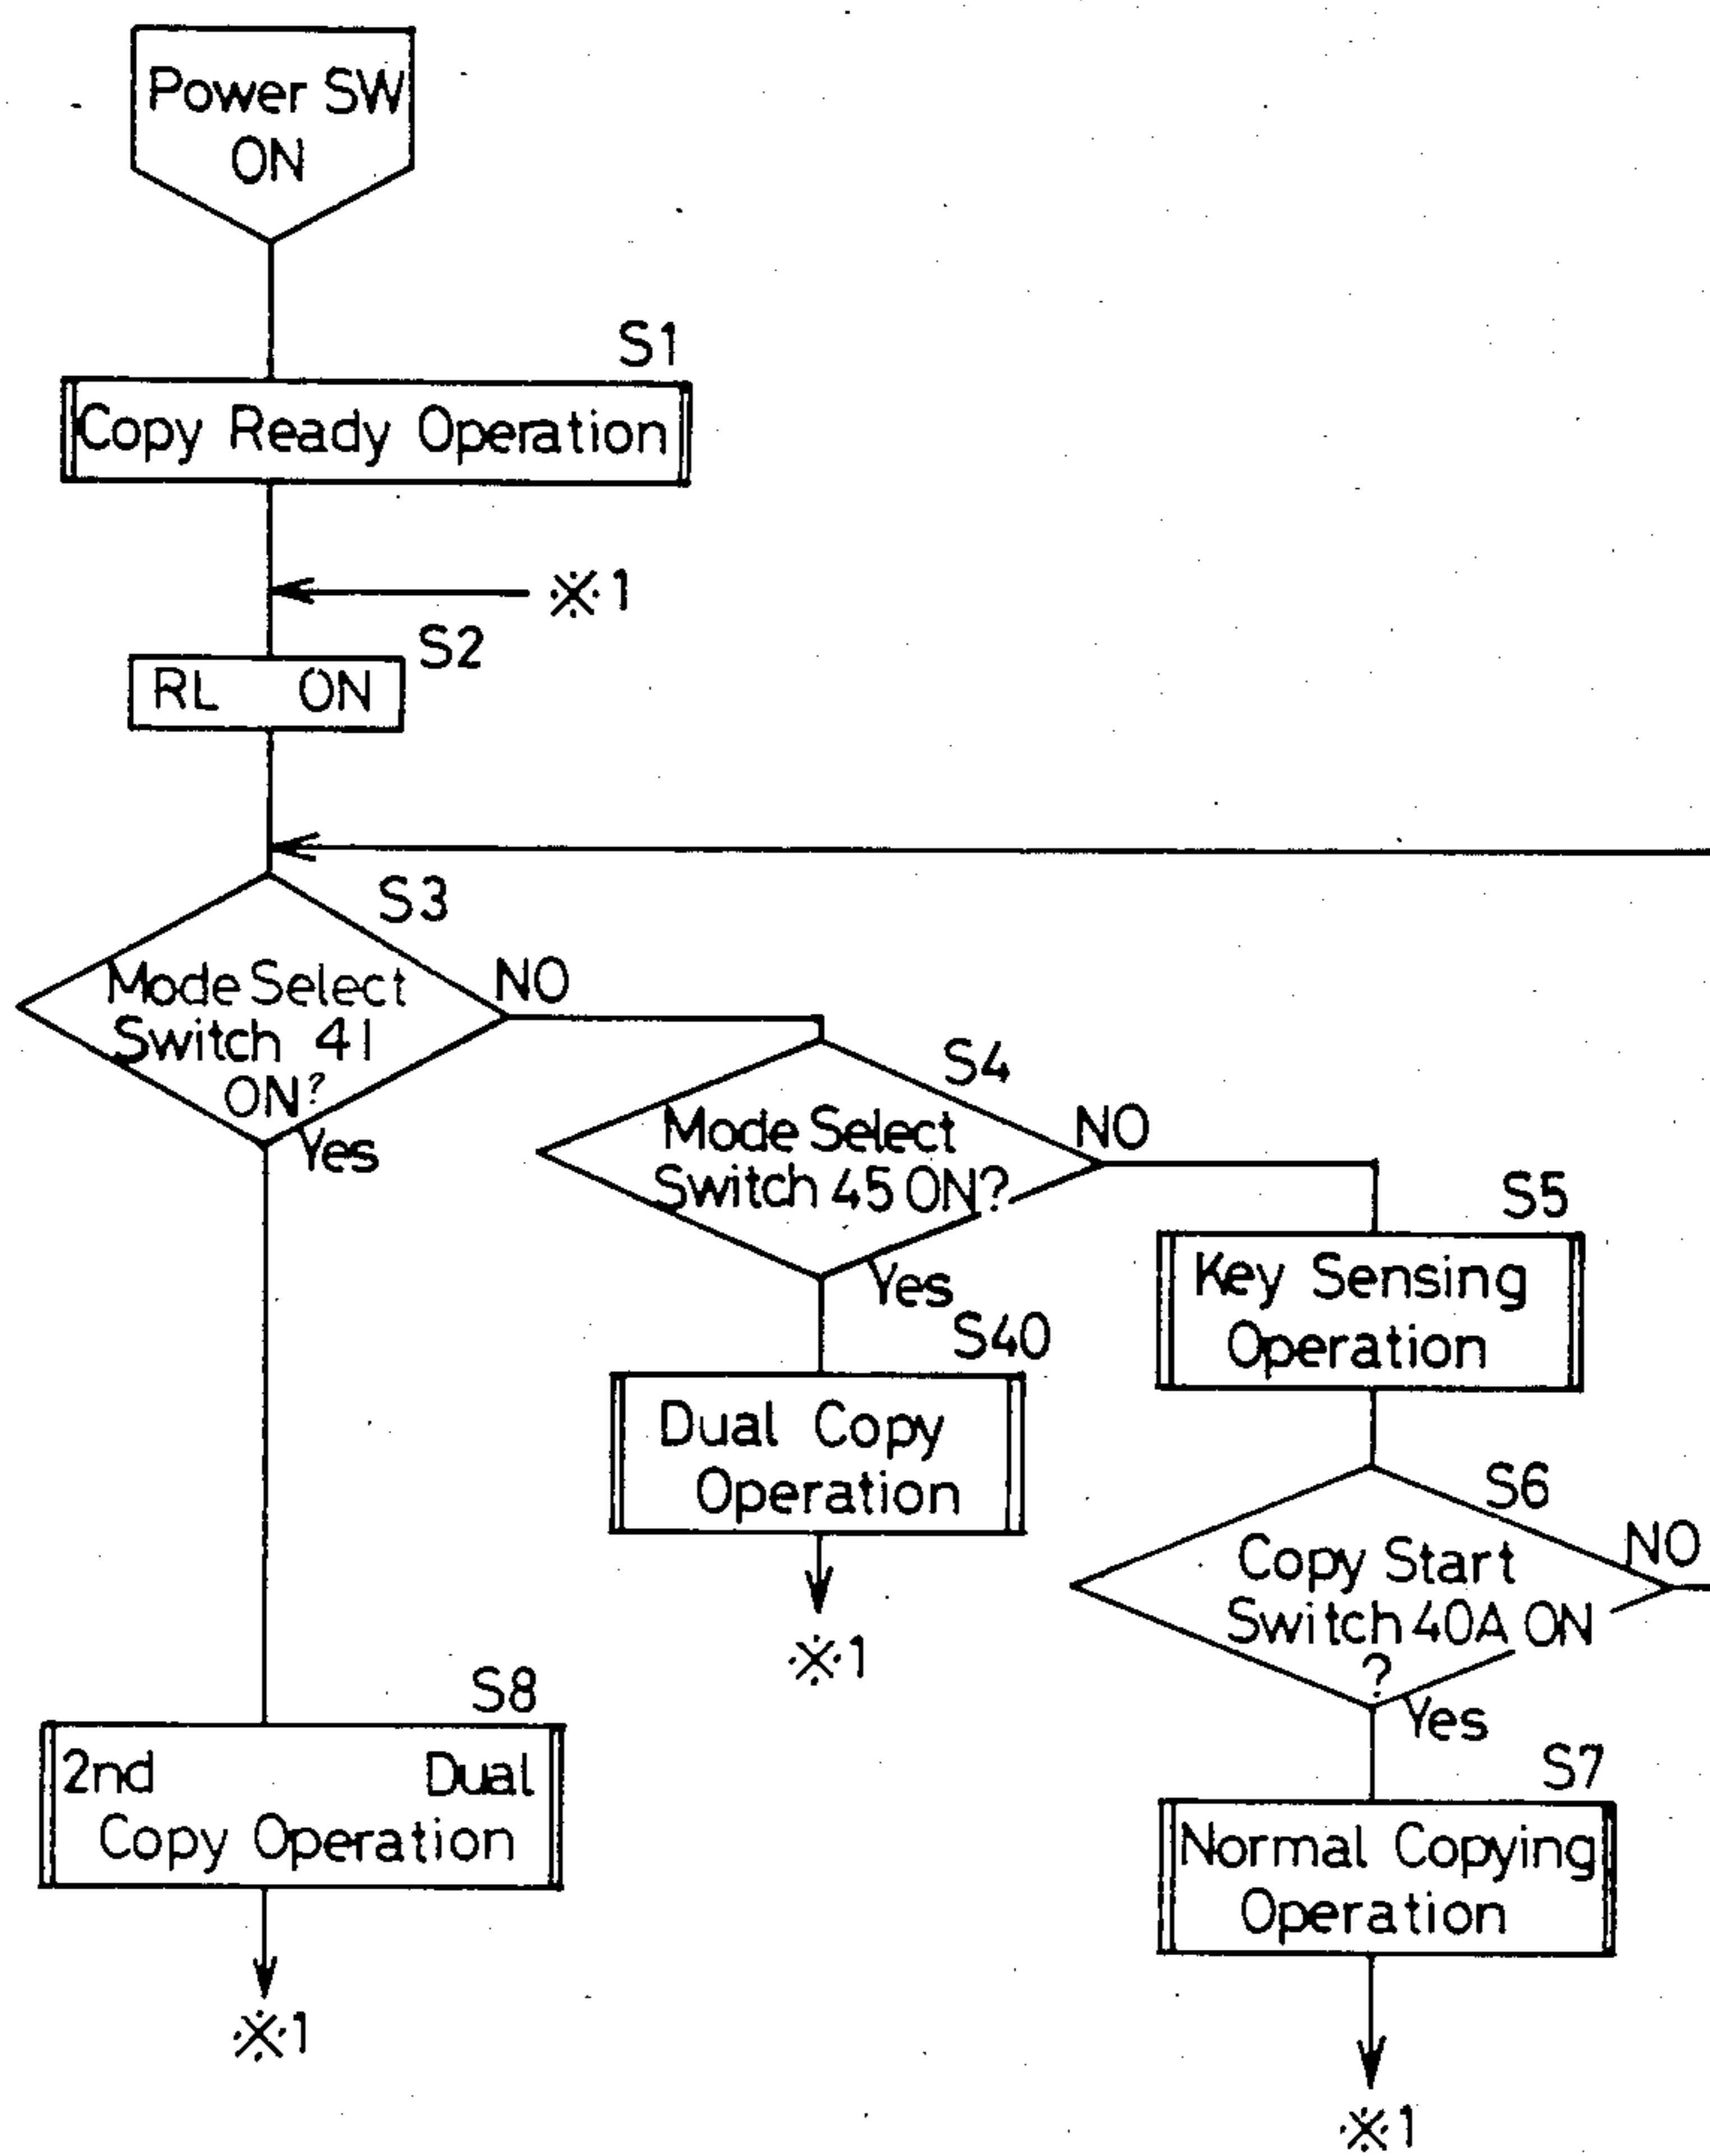 Power SW
ON
S1
Copy Ready Operation
※1
S2
RL ON
S3
Mode Select
Switch 41
ON?
NO
Yes
S4
Mode Select
Switch 45 ON?
NO
Yes
S5
Key Sensing
Operation
S40
Dual Copy
Operation
※1
S6
Copy Start
Switch 40A ON
?
NO
Yes
S7
Normal Copying
Operation
※1
S8
2nd Dual
Copy Operation
※1